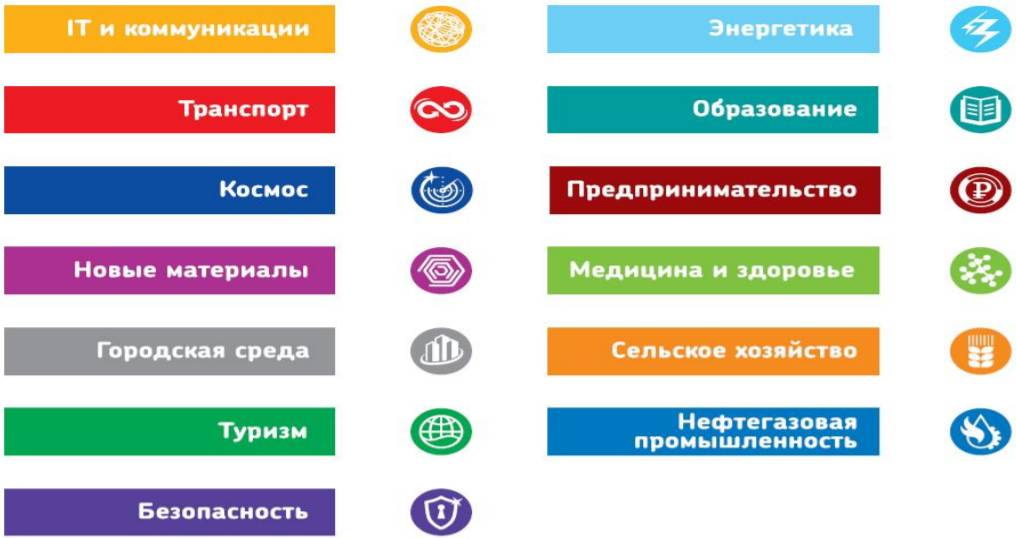 IT и коммуникации
Транспорт
Космос
Новые материалы
Городская среда
Туризм
Безопасность
Энергетика
Образование
Предпринимательство
Медицина и здоровье
Сельское хозяйство
Нефтегазовая
промышленность